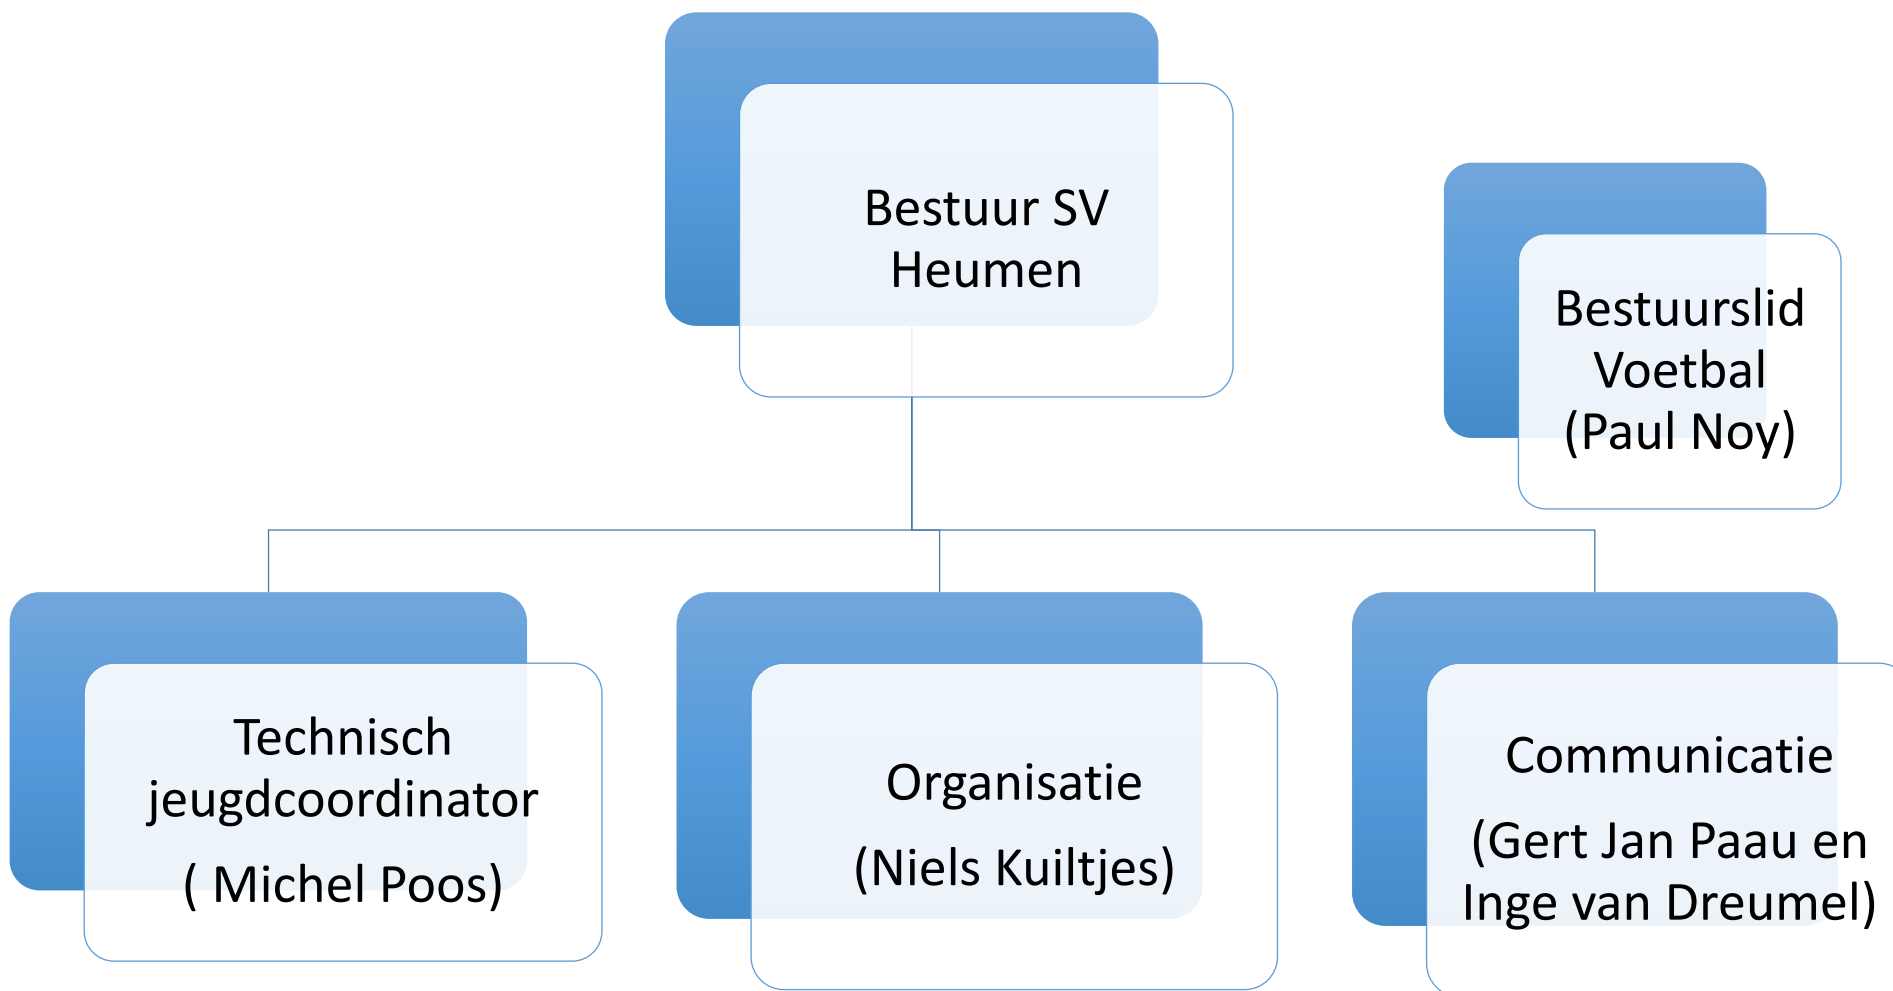 Bestuur SV
Heumen
Bestuurslid
Voetbal
(Paul Noy)
Technisch
jeugdcoordinator
( Michel Poos)
Organisatie
(Niels Kuiltjes)
Communicatie
(Gert Jan Paau en
Inge van Dreumel)